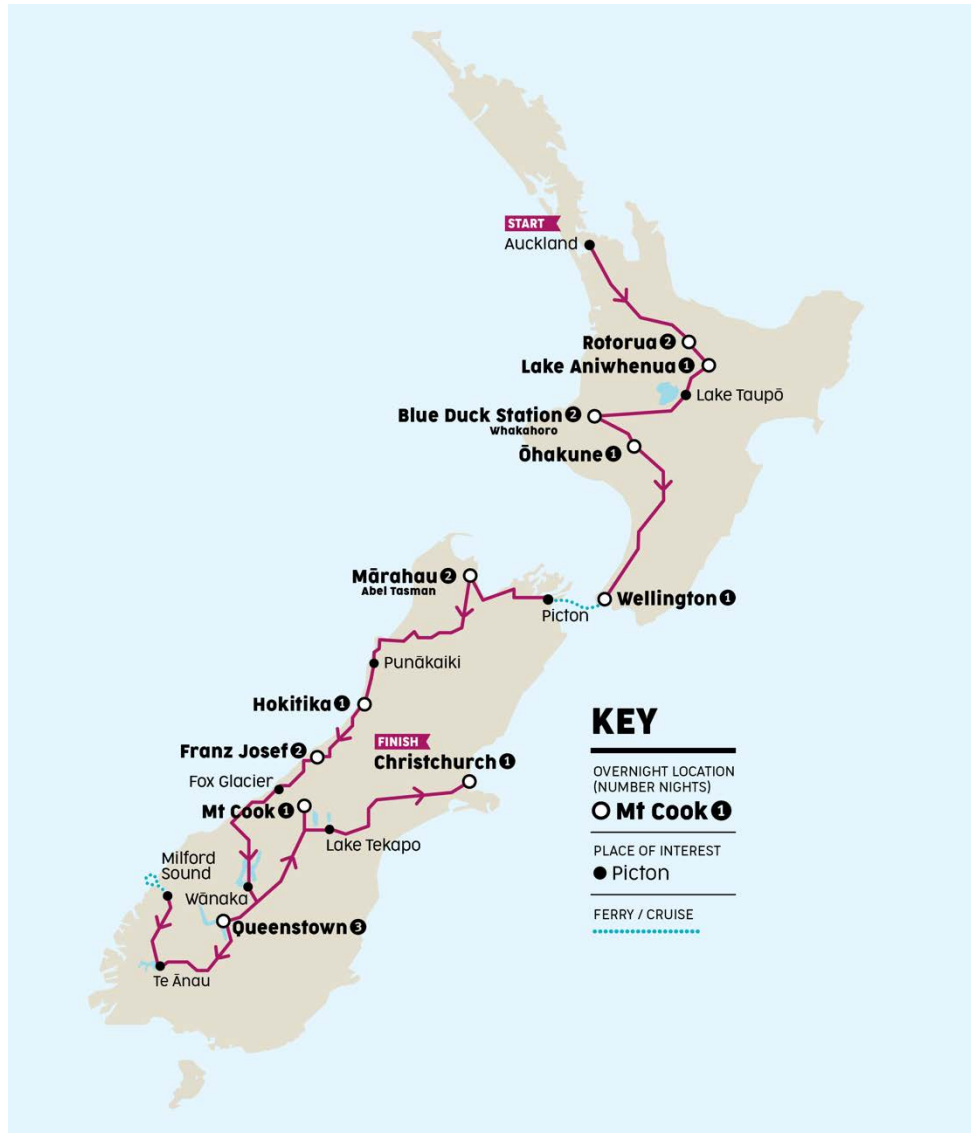 START
Auckland
Rotorua 2
Lake Aniwhenua 1
Lake Taupō
Blue Duck Station 2
Whakahoro
Ōhakune 1
Mārahau 2
Abel Tasman
Wellington 1
Picton
Punākaiki
Hokitika 1
FINISH
Christchurch 1
Franz Josef 2
Fox Glacier
Mt Cook 1
Lake Tekapo
Milford
Sound
Wānaka
Queenstown 3
Te Ānau
KEY
OVERNIGHT LOCATION
(NUMBER NIGHTS)
Mt Cook 1
PLACE OF INTEREST
Picton
FERRY / CRUISE